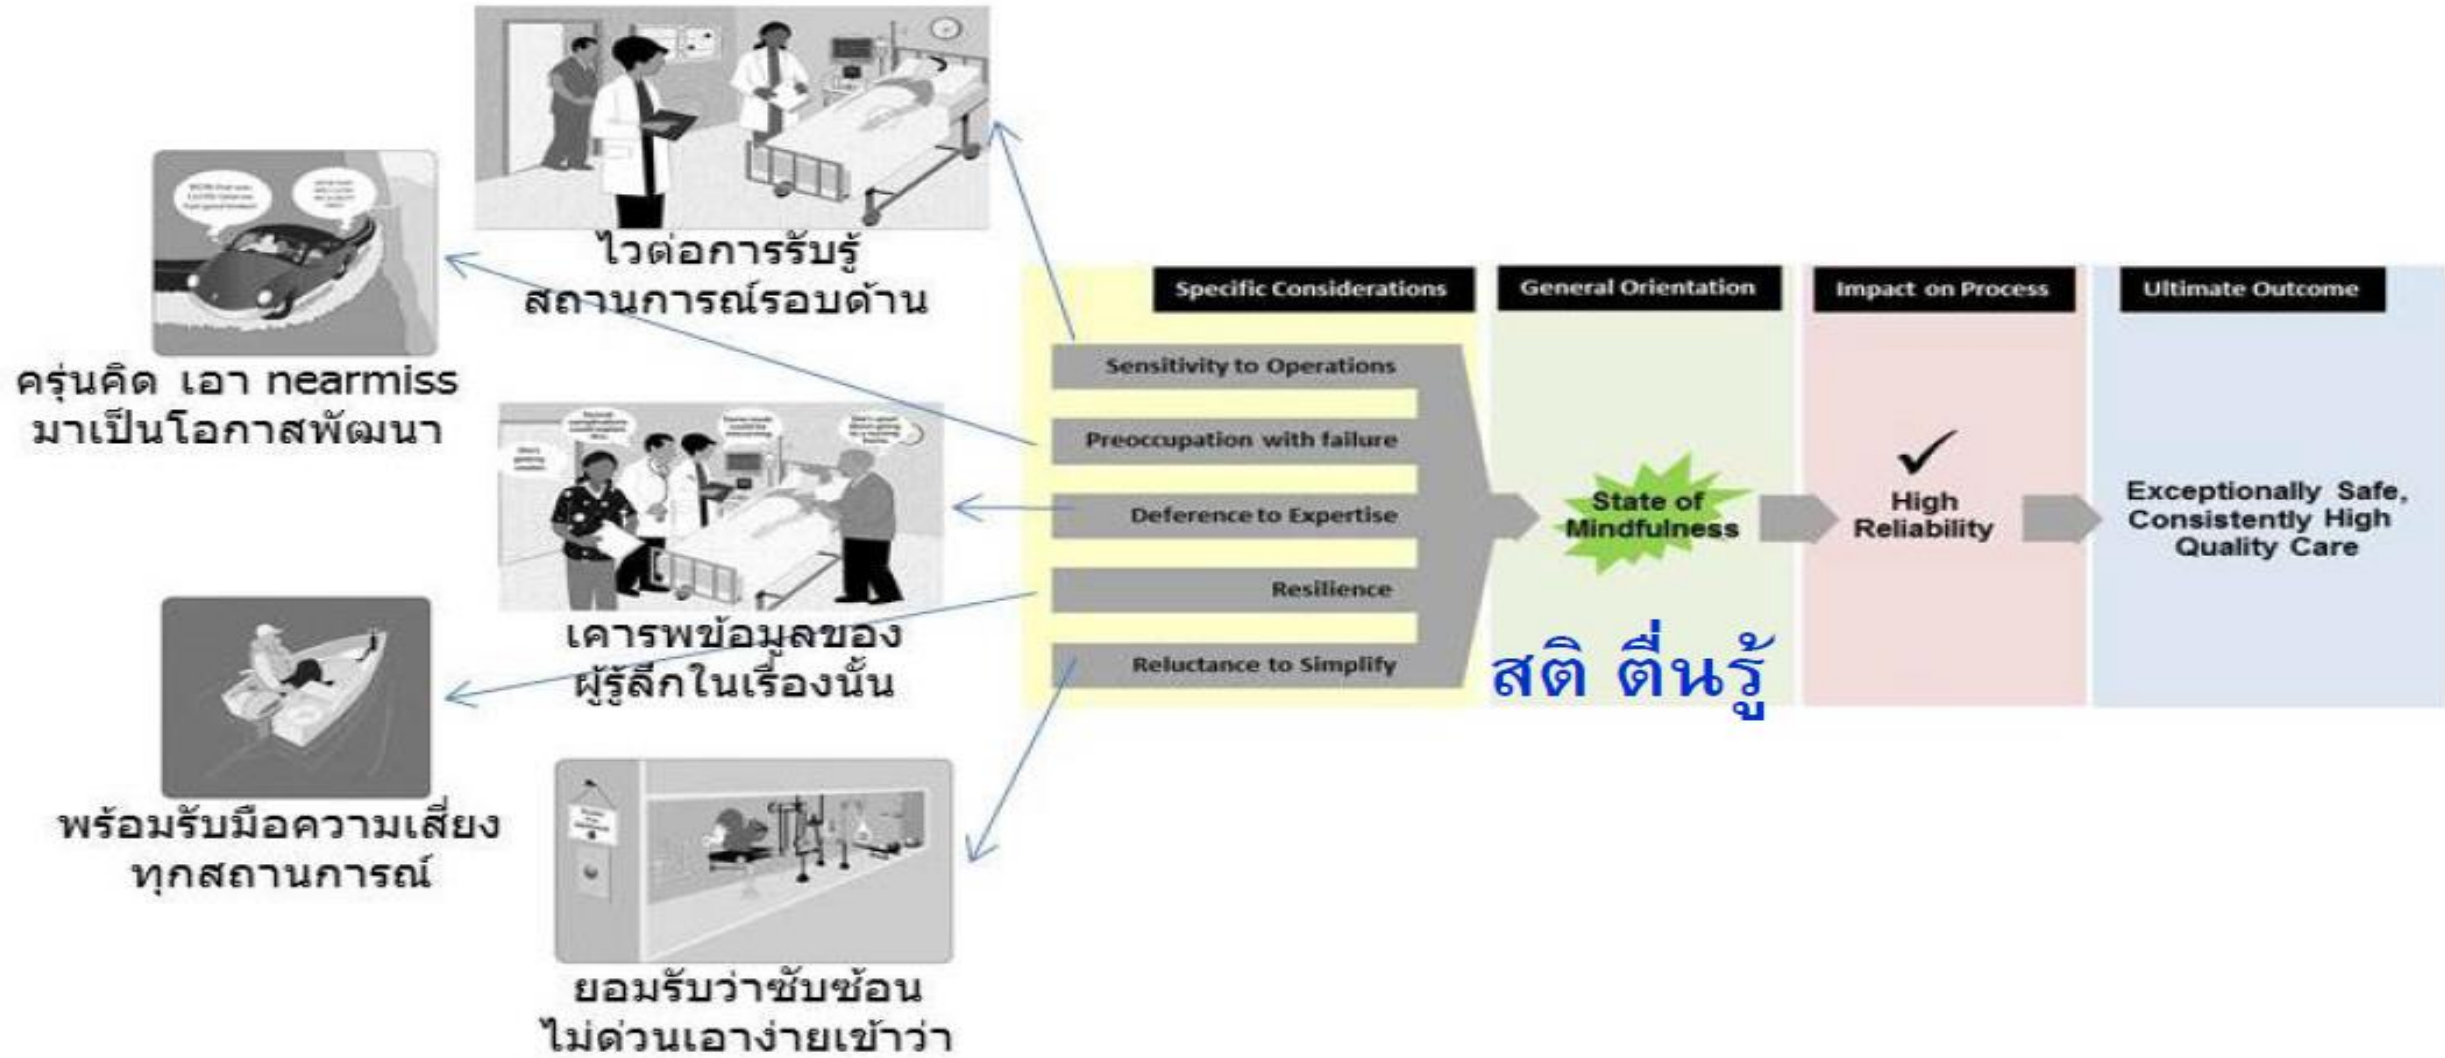 ไวต่อการรับรู้
สถานการณ์รอบด้าน
ครุ่นคิด เอา nearmiss
มาเป็นโอกาสพัฒนา
เคารพข้อมูลของ
ผู้รู้ลึกในเรื่องนั้น
พร้อมรับมือความเสี่ยง
ทุกสถานการณ์
ยอมรับว่าซับซ้อน
ไม่ด่วนเอาง่ายเข้าว่า
Specific Considerations
Sensitivity to Operations
Preoccupation with failure
Deference to Expertise
Resilience
Reluctance to Simplify
General Orientation
State of
Mindfulness
สติ ตื่นรู้
Impact on Process
High
Reliability
Ultimate Outcome
Exceptionally Safe,
Consistently High
Quality Care